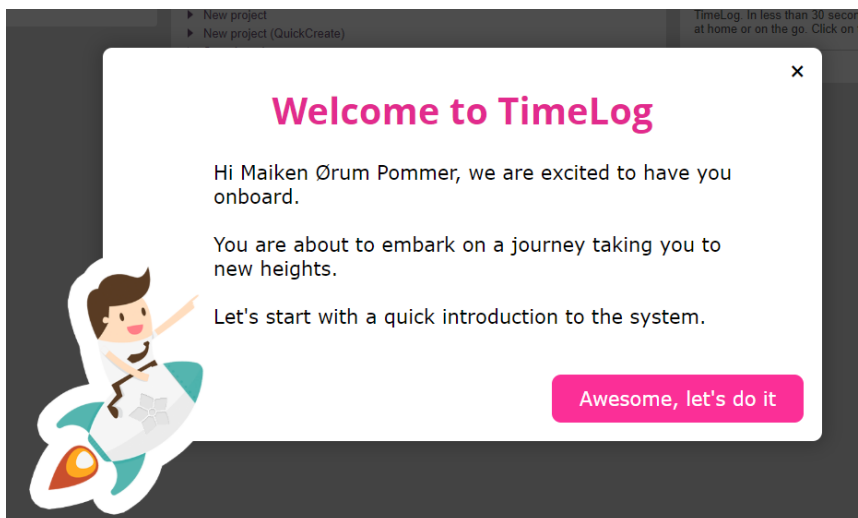 New project
New project (QuickCreate)
TimeLog. In less than 30 secon
at home or on the go. Click on
×
Welcome to TimeLog
Hi Maiken Ørum Pommer, we are excited to have you
onboard.
You are about to embark on a journey taking you to
new heights.
Let's start with a quick introduction to the system.
Awesome, let's do it